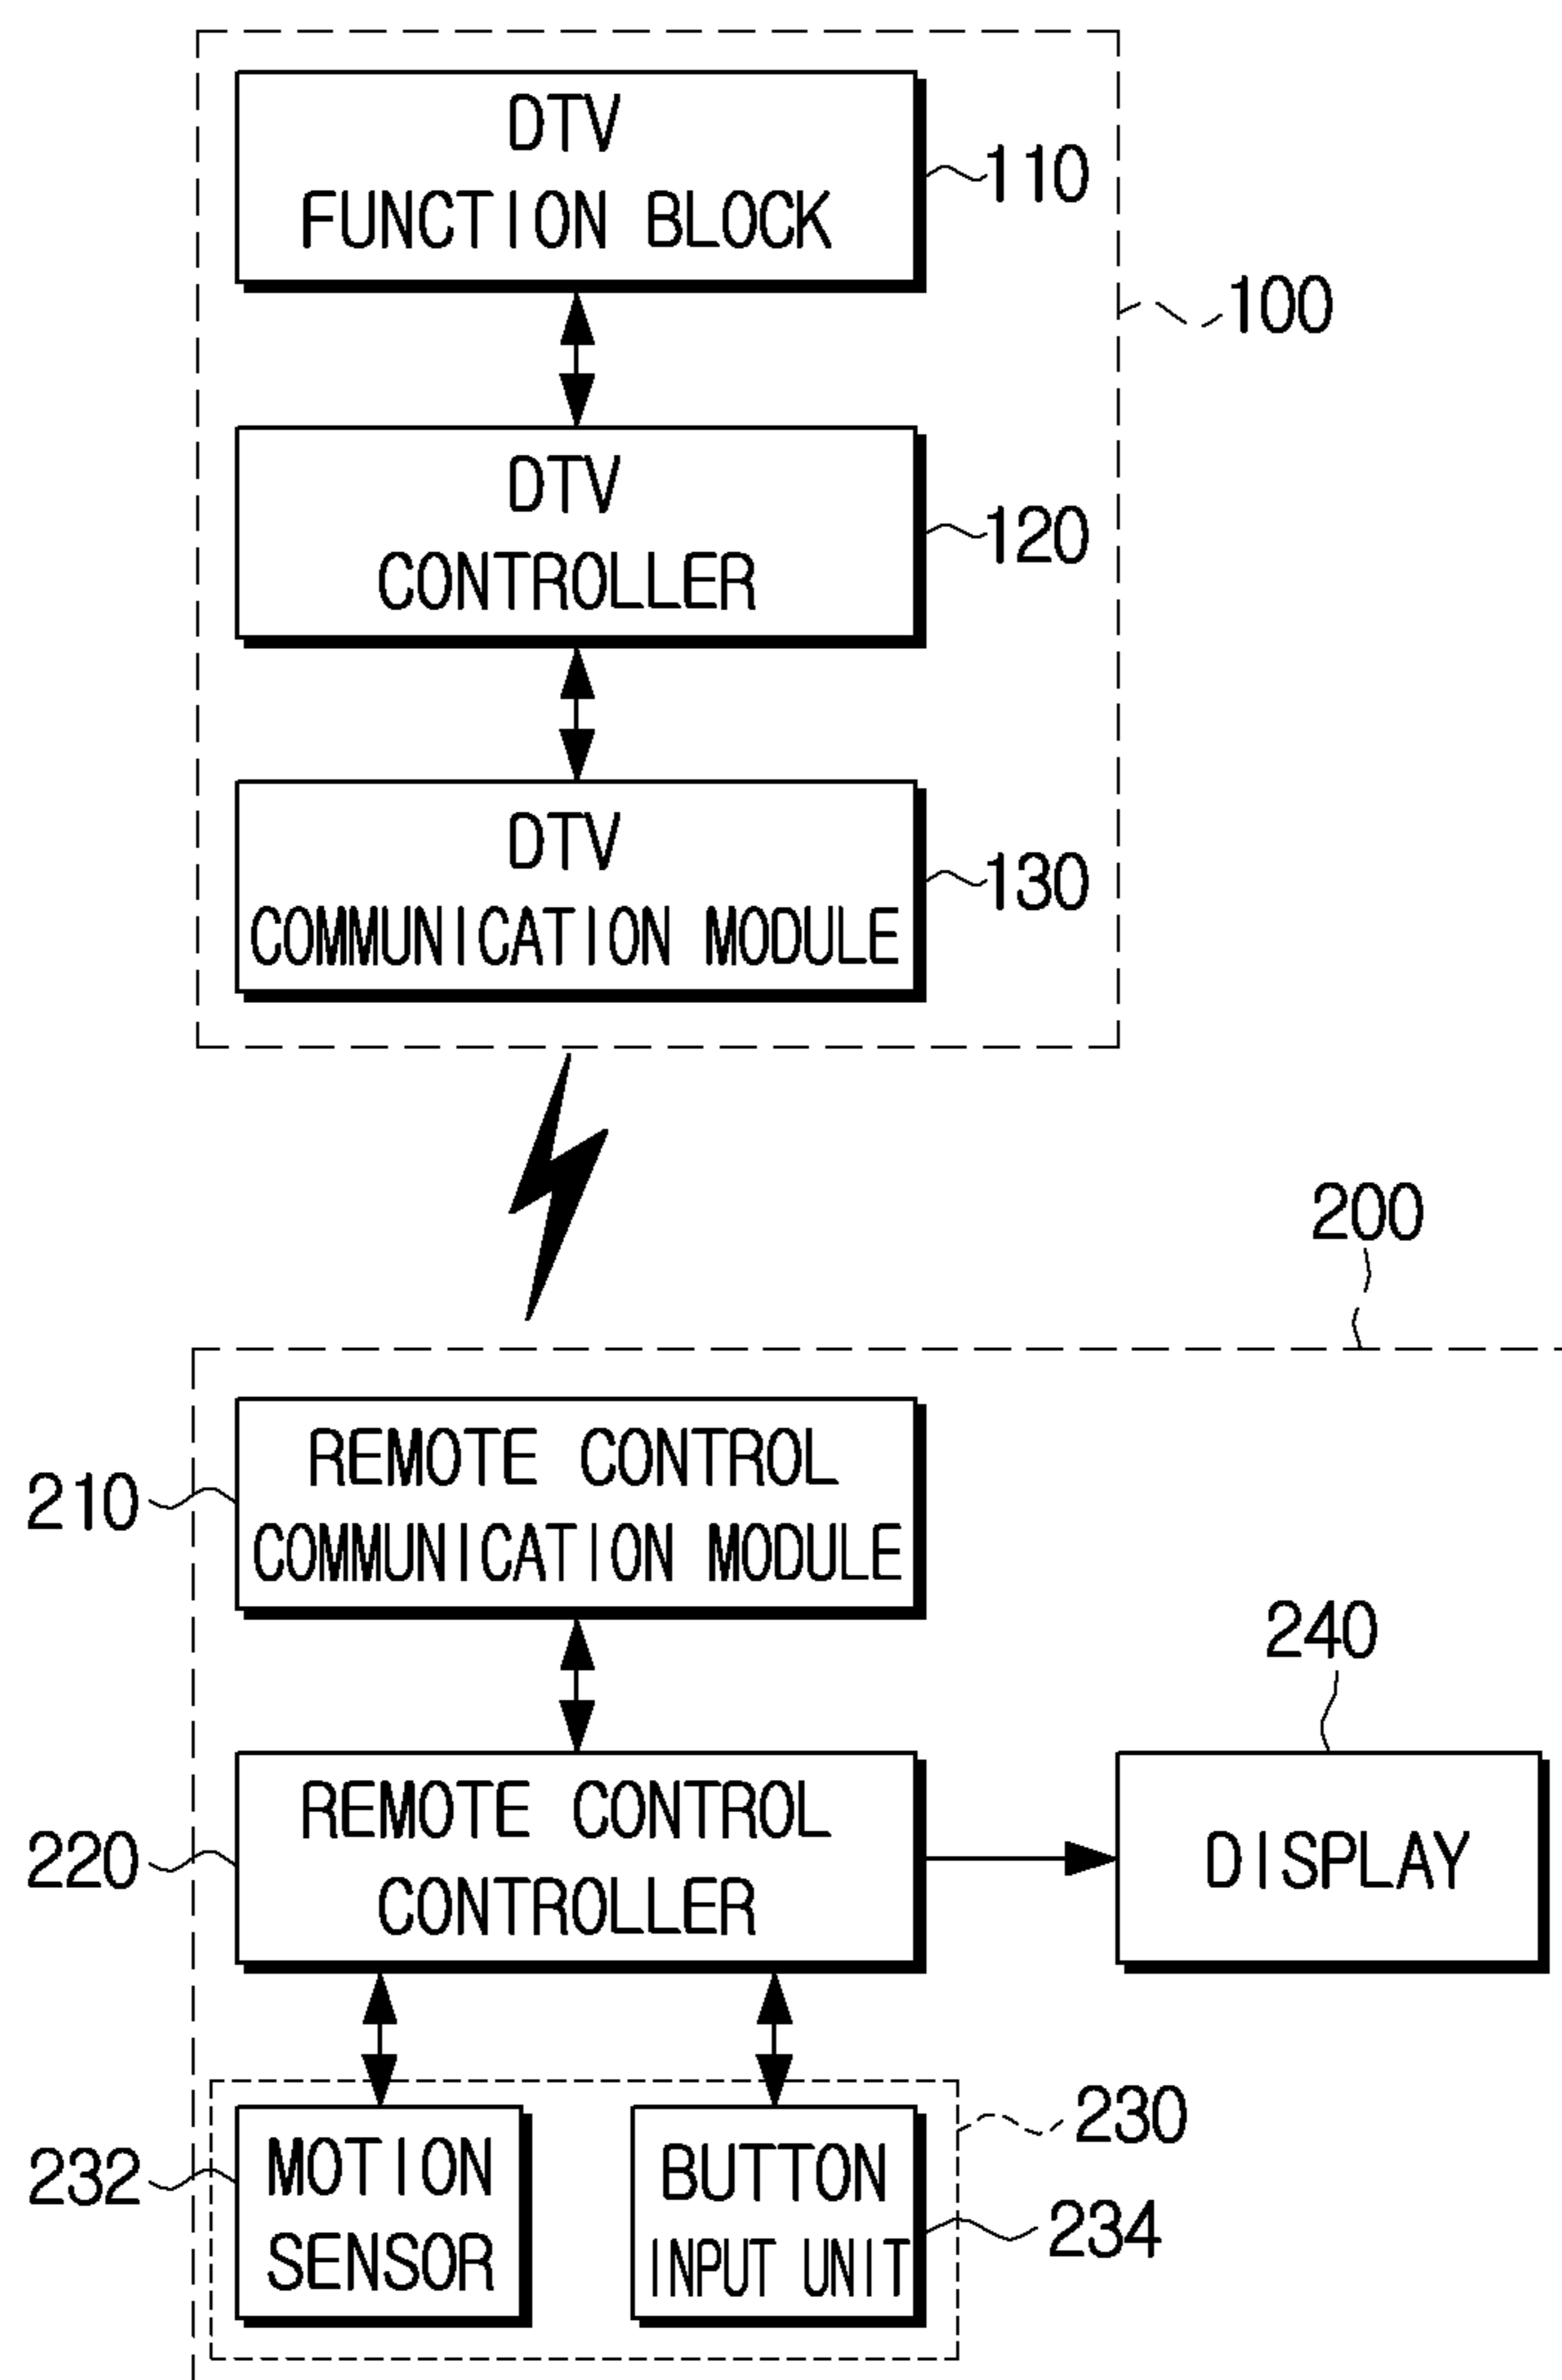 DTV
FUNCTION BLOCK
110
100
DTV
CONTROLLER
120
DTV
COMMUNICATION MODULE
130
200
REMOTE CONTROL
COMMUNICATION MODULE
210
240
REMOTE CONTROL
CONTROLLER
220
DISPLAY
230
232
MOTION
SENSOR
BUTTON
INPUT UNIT
234